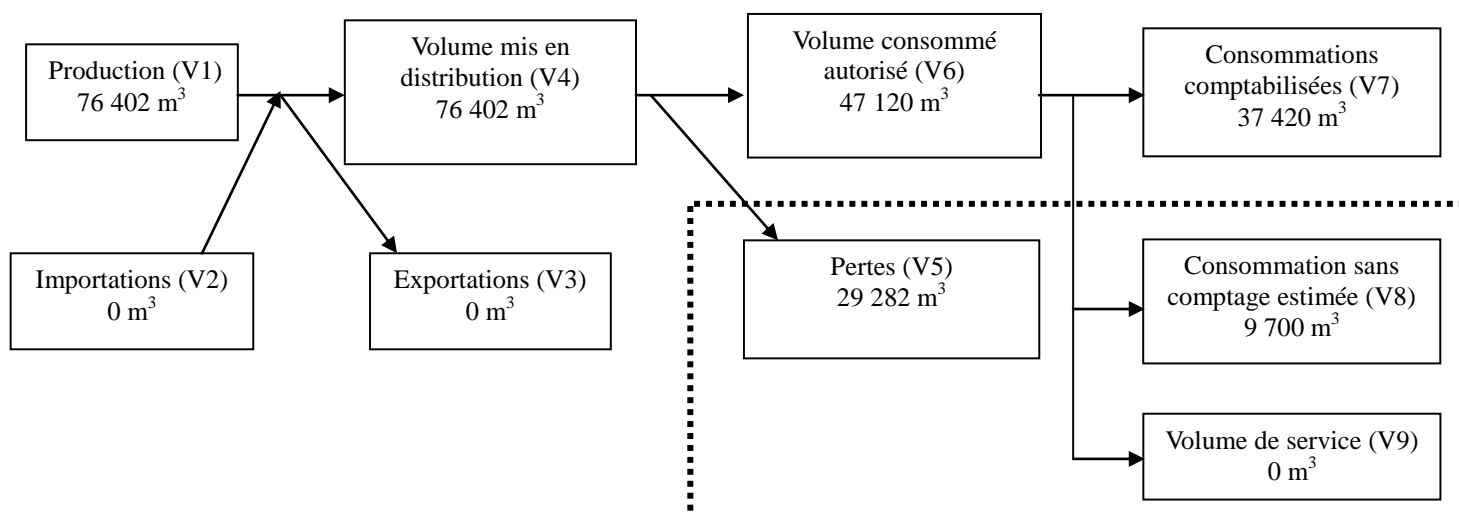 Production (V1)
76 402 m³
Volume mis en
distribution (V4)
76 402 m³
Volume consommé
autorisé (V6)
47 120 m³
Consommations
comptabilisées (V7)
37 420 m³
Importations (V2)
0 m³
Exportations (V3)
0 m³
Pertes (V5)
29 282 m³
Consommation sans
comptage estimée (V8)
9 700 m³
Volume de service (V9)
0 m³